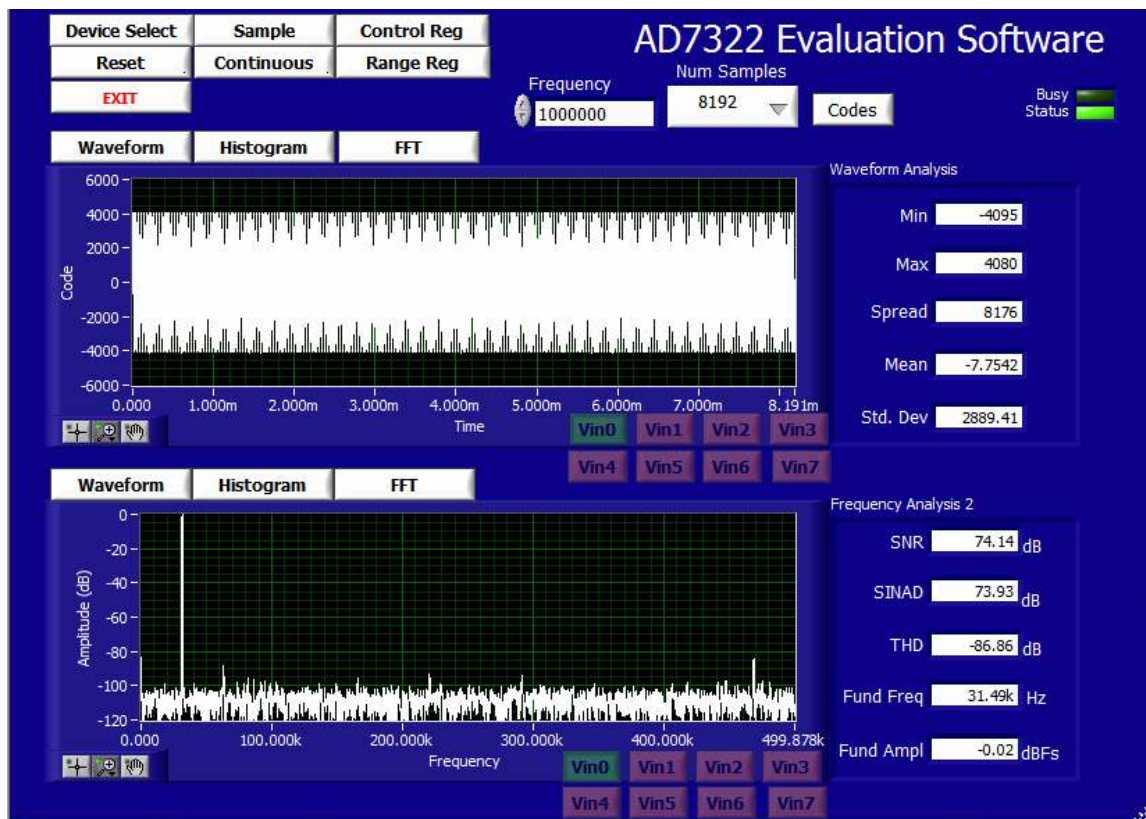 Device Select Sample Control Reg
AD7322 Evaluation Software
Reset Continuous Range Reg
Frequency Num Samples
EXIT
1000000 8192 Codes
Busy
Status
Waveform Histogram FFT
Waveform Analysis
6000
4000
2000
0
-2000
-4000
-6000
Code
0.000 1.000m 2.000m 3.000m 4.000m 5.000m 6.000m 7.000m 8.191m
Time
Min -4095
Max 4080
Spread 8176
Mean -7.7542
Std. Dev 2889.41
Vin0 Vin1 Vin2 Vin3
Vin4 Vin5 Vin6 Vin7
Waveform Histogram FFT
Frequency Analysis 2
0
-20
-40
-60
-80
-100
-120
Amplitude (dB)
0.000 100.000k 200.000k 300.000k 400.000k 499.878k
Frequency
SNR 74.14 dB
SINAD 73.93 dB
THD -86.86 dB
Fund Freq 31.49k Hz
Fund Ampl -0.02 dBFs
Vin0 Vin1 Vin2 Vin3
Vin4 Vin5 Vin6 Vin7